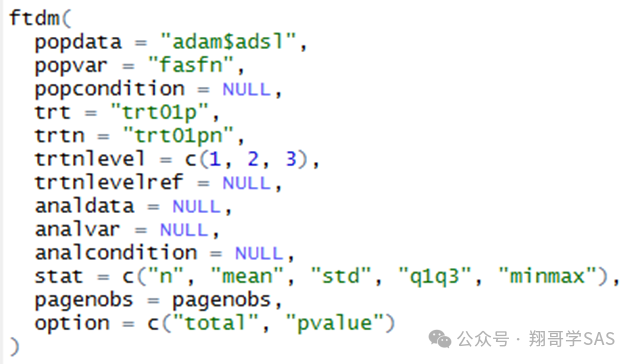 ftdm(
  popdata = "adam$adsl",
  popvar = "fasfn",
  popcondition = NULL,
  trt = "trt01p",
  trtn = "trt01pn",
  trtnlevel = c(1, 2, 3),
  trtnlevelref = NULL,
  analdata = NULL,
  analvar = NULL,
  analcondition = NULL,
  stat = c("n", "mean", "std", "q1q3", "minmax"),
  pagenobs = pagenobs,
  option = c("total", "pvalue")
)
公众号 · 翔哥学SAS